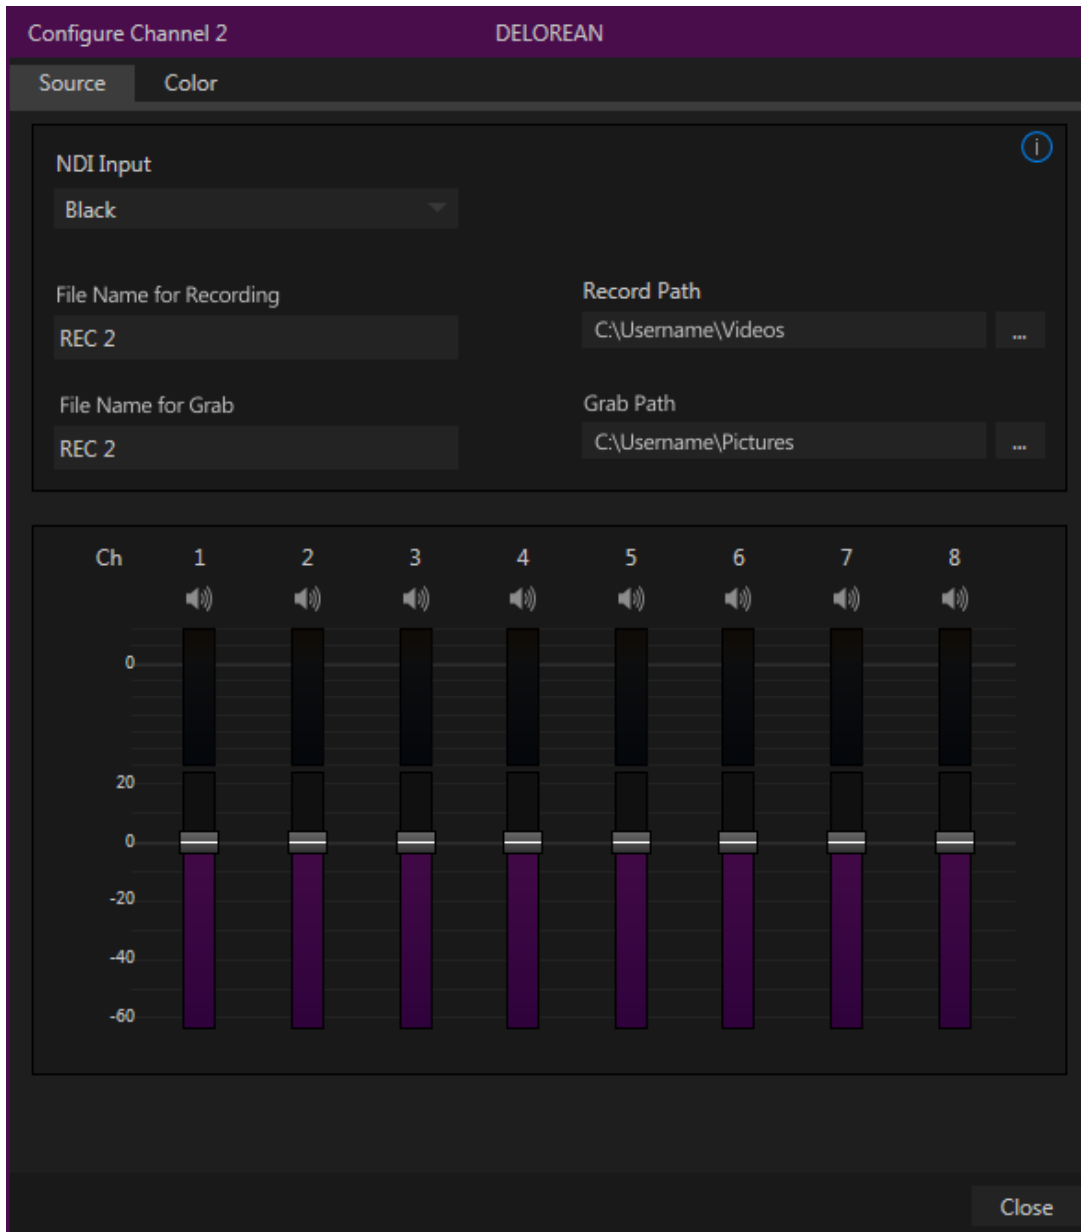 Configure Channel 2 DELOREAN
Source Color
NDI Input
Black
File Name for Recording Record Path
REC 2 C:\Username\Videos ...
File Name for Grab Grab Path
REC 2 C:\Username\Pictures ...
Ch 1 2 3 4 5 6 7 8
0
20
0
-20
-40
-60
Close